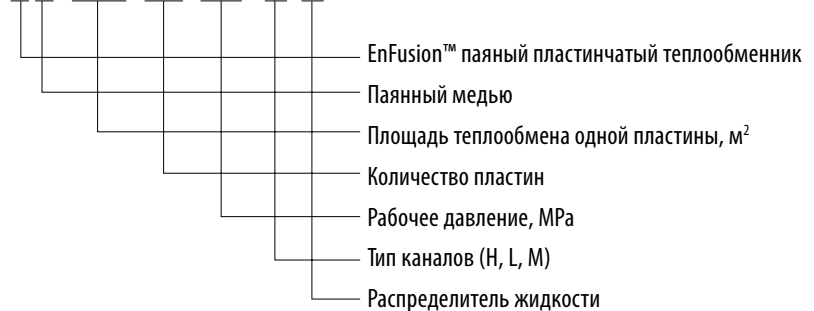 EnFusion™ паяный пластинчатый теплообменник
Паянный медью
Площадь теплообмена одной пластины, м²
Количество пластин
Рабочее давление, MPa
Тип каналов (H, L, M)
Распределитель жидкости